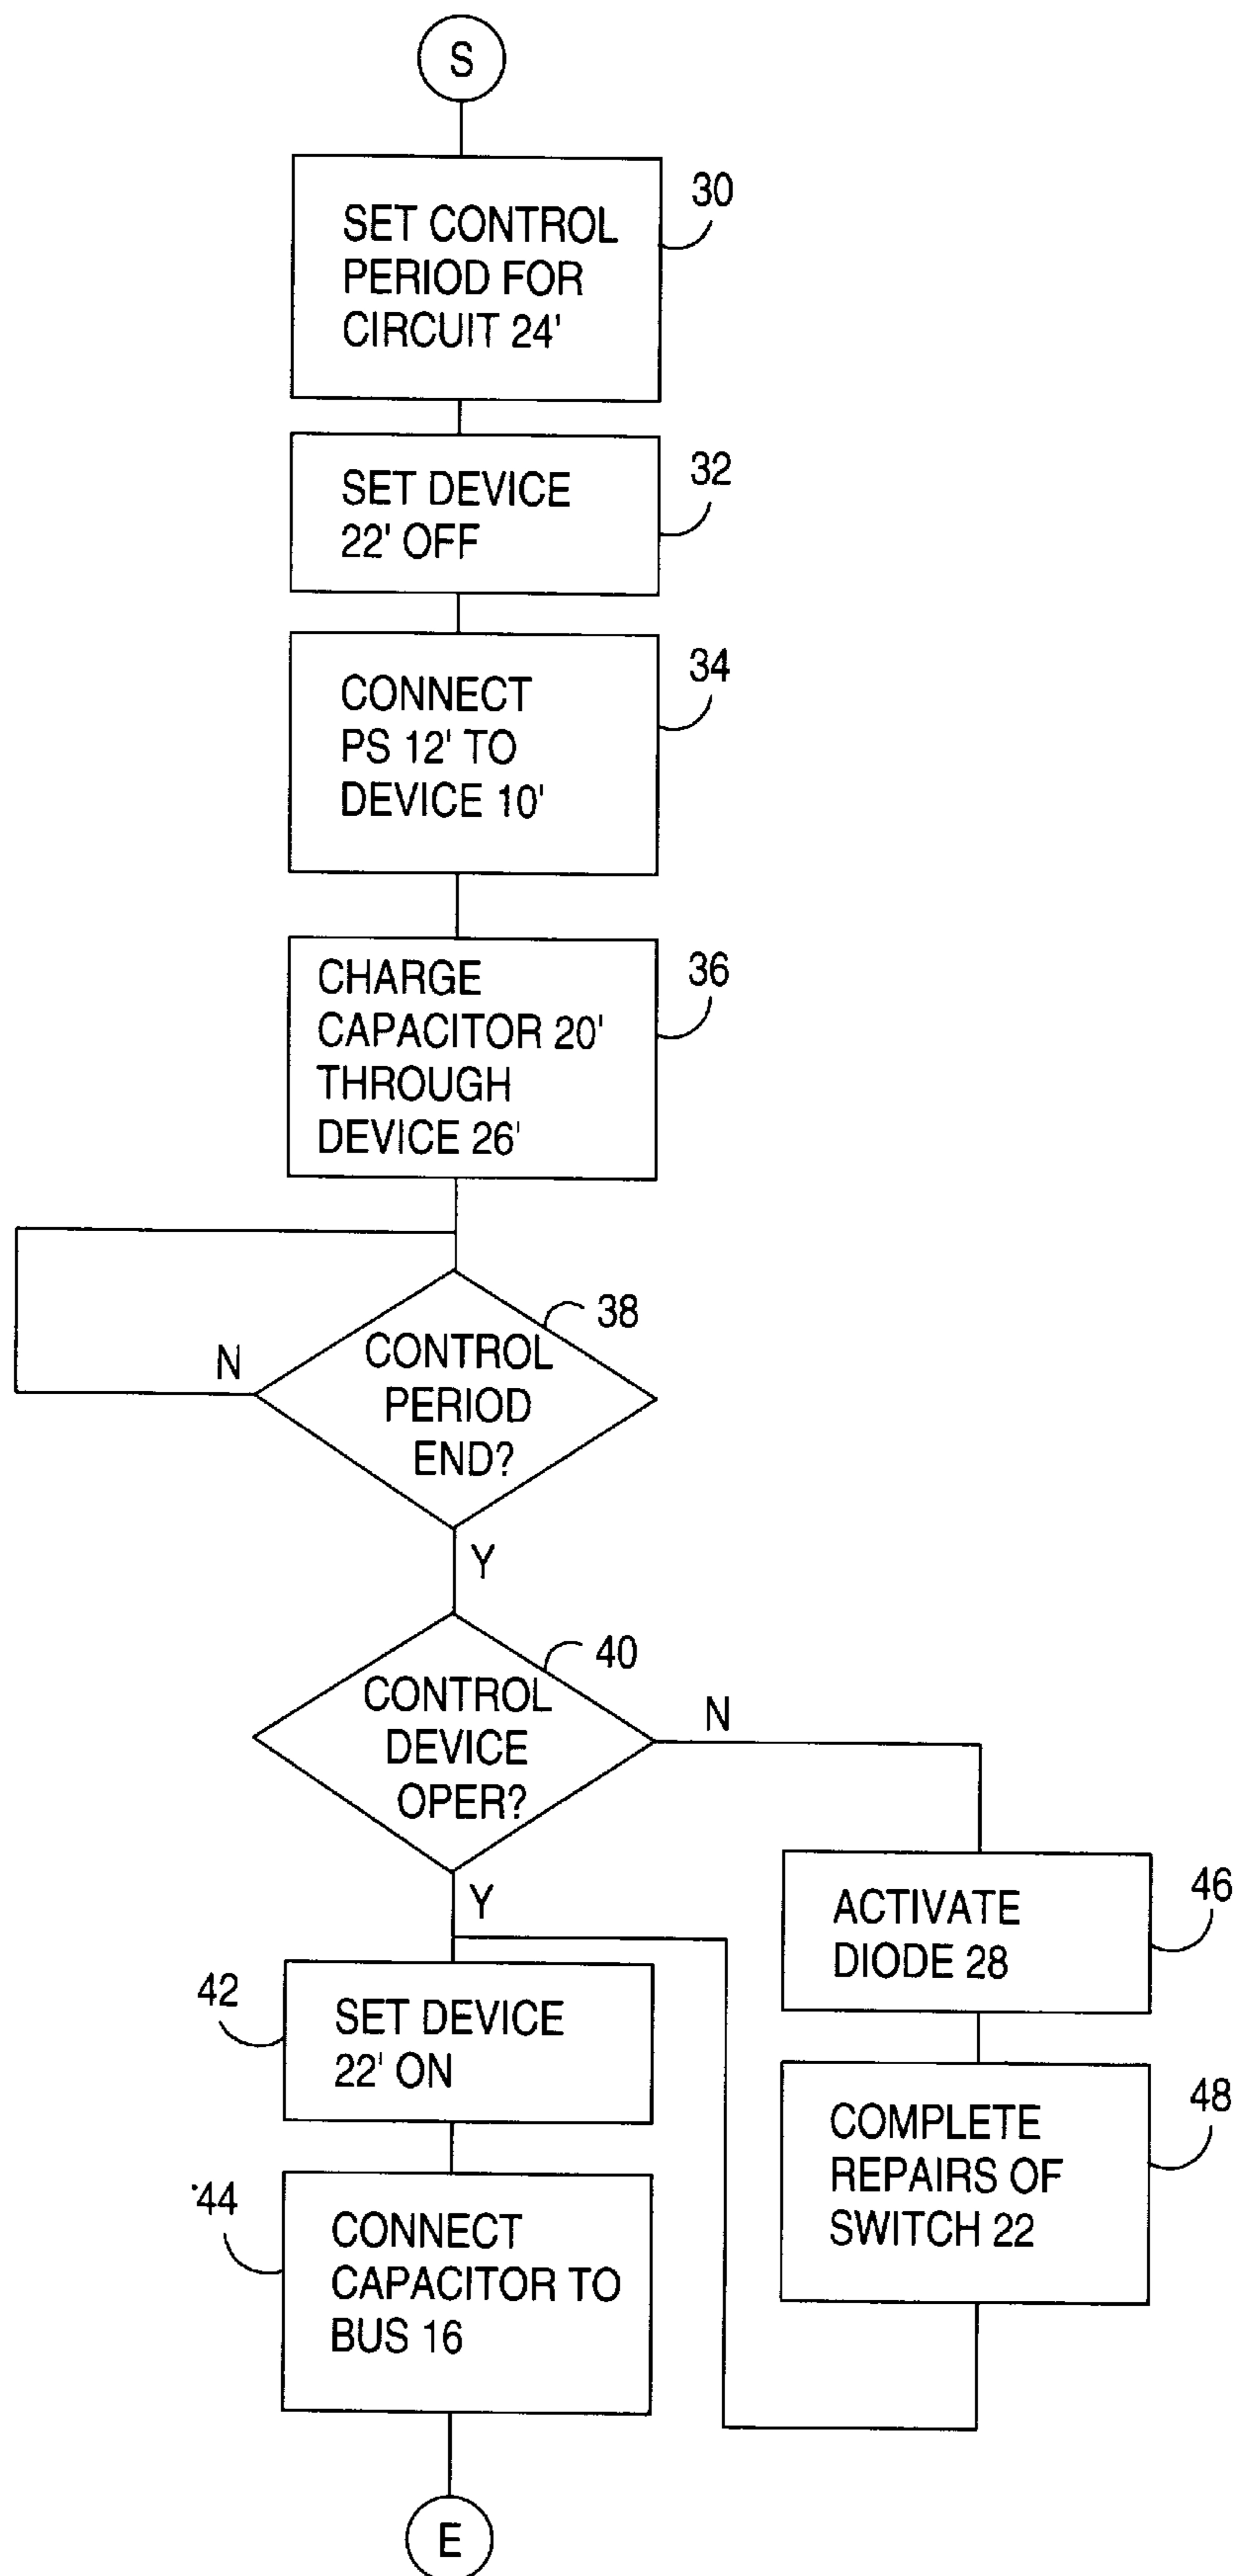 S
30
SET CONTROL
PERIOD FOR
CIRCUIT 24'
32
SET DEVICE
22' OFF
34
CONNECT
PS 12' TO
DEVICE 10'
36
CHARGE
CAPACITOR 20'
THROUGH
DEVICE 26'
38
N
CONTROL
PERIOD
END?
Y
40
CONTROL
DEVICE
OPER?
N
Y
46
ACTIVATE
DIODE 28
42
SET DEVICE
22' ON
48
COMPLETE
REPAIRS OF
SWITCH 22
44
CONNECT
CAPACITOR TO
BUS 16
E